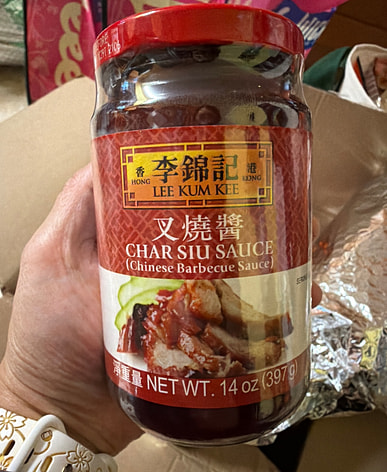 香 李錦記 港
HONG LEE KUM KEE KONG
叉燒醬
CHAR SIU SAUCE
(Chinese Barbecue Sauce)
淨重量 NET WT. 14 oz (397g)